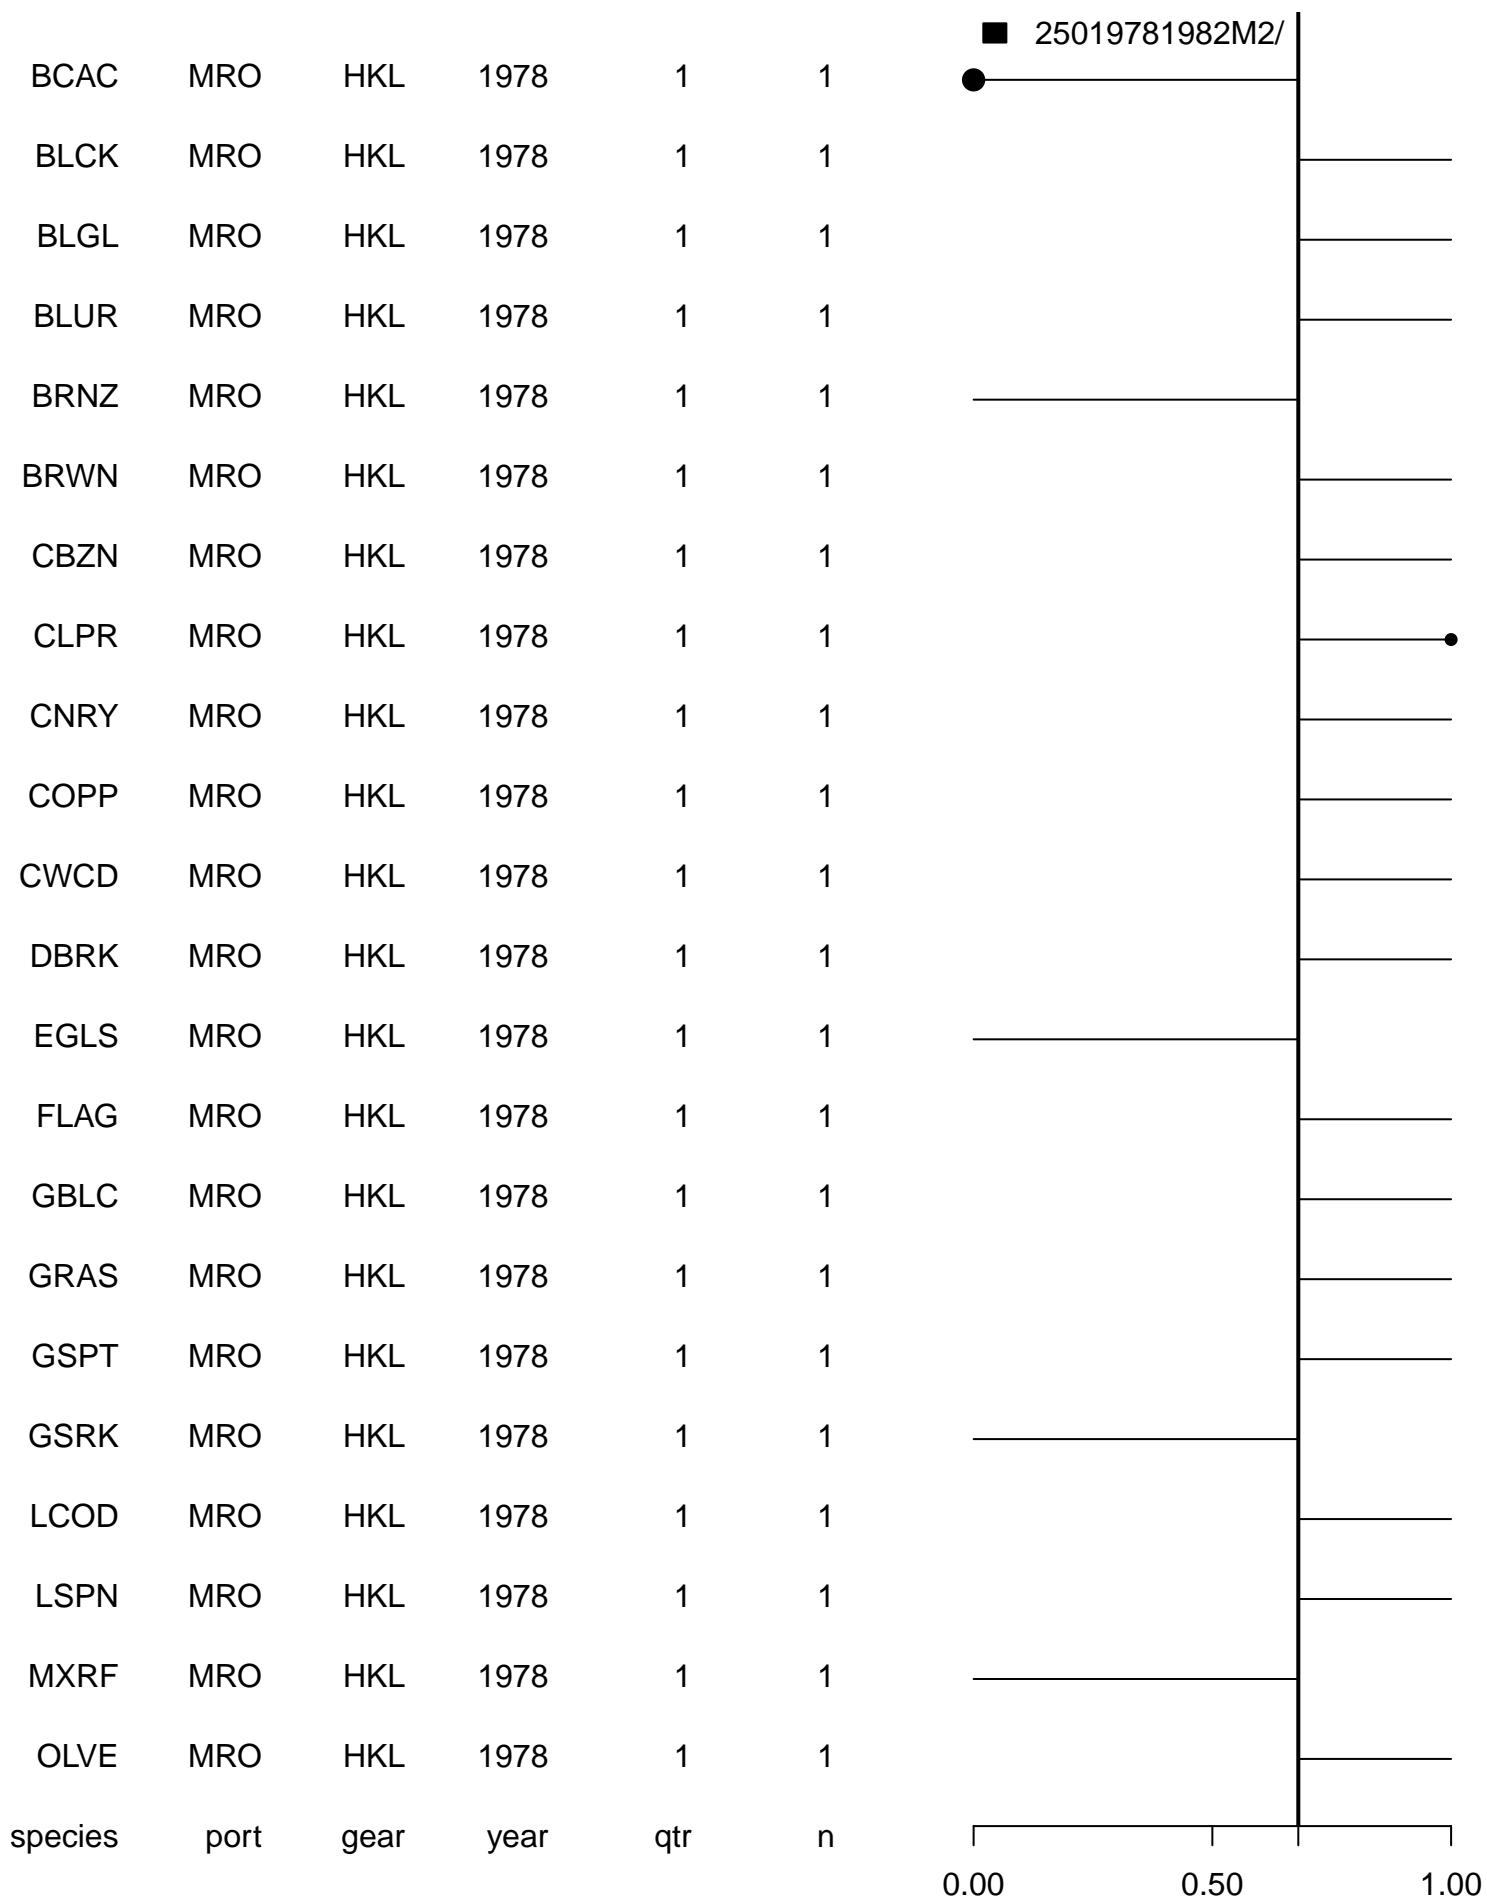 25019781982M2/
BCAC MRO HKL 1978 1 1
BLCK MRO HKL 1978 1 1
BLGL MRO HKL 1978 1 1
BLUR MRO HKL 1978 1 1
BRNZ MRO HKL 1978 1 1
BRWN MRO HKL 1978 1 1
CBZN MRO HKL 1978 1 1
CLPR MRO HKL 1978 1 1
CNRY MRO HKL 1978 1 1
COPP MRO HKL 1978 1 1
CWCD MRO HKL 1978 1 1
DBRK MRO HKL 1978 1 1
EGLS MRO HKL 1978 1 1
FLAG MRO HKL 1978 1 1
GBLC MRO HKL 1978 1 1
GRAS MRO HKL 1978 1 1
GSPT MRO HKL 1978 1 1
GSRK MRO HKL 1978 1 1
LCOD MRO HKL 1978 1 1
LSPN MRO HKL 1978 1 1
MXRF MRO HKL 1978 1 1
OLVE MRO HKL 1978 1 1
species port gear year qtr n
0.00 0.50 1.00